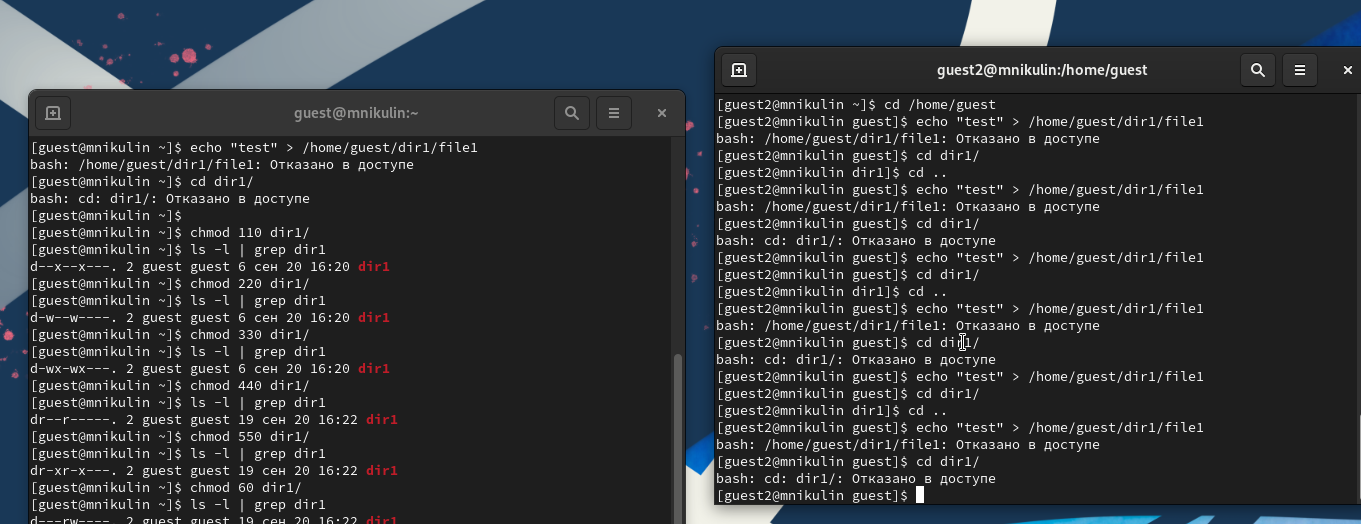 guest@mnikulin:~
[guest@mnikulin ~]$ echo "test" > /home/guest/dir1/file1
bash: /home/guest/dir1/file1: Отказано в доступе
[guest@mnikulin ~]$ cd dir1/
bash: cd: dir1/: Отказано в доступе
[guest@mnikulin ~]$
[guest@mnikulin ~]$ chmod 110 dir1/
[guest@mnikulin ~]$ ls -l | grep dir1
d--x--x---. 2 guest guest 6 сен 20 16:20 dir1
[guest@mnikulin ~]$ chmod 220 dir1/
[guest@mnikulin ~]$ ls -l | grep dir1
d-w--w----. 2 guest guest 6 сен 20 16:20 dir1
[guest@mnikulin ~]$ chmod 330 dir1/
[guest@mnikulin ~]$ ls -l | grep dir1
d-wx-wx---. 2 guest guest 6 сен 20 16:20 dir1
[guest@mnikulin ~]$ chmod 440 dir1/
[guest@mnikulin ~]$ ls -l | grep dir1
dr--r-----. 2 guest guest 19 сен 20 16:22 dir1
[guest@mnikulin ~]$ chmod 550 dir1/
[guest@mnikulin ~]$ ls -l | grep dir1
dr-xr-x---. 2 guest guest 19 сен 20 16:22 dir1
[guest@mnikulin ~]$ chmod 60 dir1/
[guest@mnikulin ~]$ ls -l | grep dir1
d---rw----. 2 guest guest 19 сен 20 16:22 dir1
guest2@mnikulin:/home/guest
[guest2@mnikulin ~]$ cd /home/guest
[guest2@mnikulin guest]$ echo "test" > /home/guest/dir1/file1
bash: /home/guest/dir1/file1: Отказано в доступе
[guest2@mnikulin guest]$ cd dir1/
[guest2@mnikulin dir1]$ cd ..
[guest2@mnikulin guest]$ echo "test" > /home/guest/dir1/file1
bash: /home/guest/dir1/file1: Отказано в доступе
[guest2@mnikulin guest]$ cd dir1/
bash: cd: dir1/: Отказано в доступе
[guest2@mnikulin guest]$ echo "test" > /home/guest/dir1/file1
[guest2@mnikulin guest]$ cd dir1/
[guest2@mnikulin dir1]$ cd ..
[guest2@mnikulin guest]$ echo "test" > /home/guest/dir1/file1
bash: /home/guest/dir1/file1: Отказано в доступе
[guest2@mnikulin guest]$ cd dir1/
bash: cd: dir1/: Отказано в доступе
[guest2@mnikulin guest]$ echo "test" > /home/guest/dir1/file1
[guest2@mnikulin guest]$ cd dir1/
[guest2@mnikulin dir1]$ cd ..
[guest2@mnikulin guest]$ echo "test" > /home/guest/dir1/file1
bash: /home/guest/dir1/file1: Отказано в доступе
[guest2@mnikulin guest]$ cd dir1/
bash: cd: dir1/: Отказано в доступе
[guest2@mnikulin guest]$